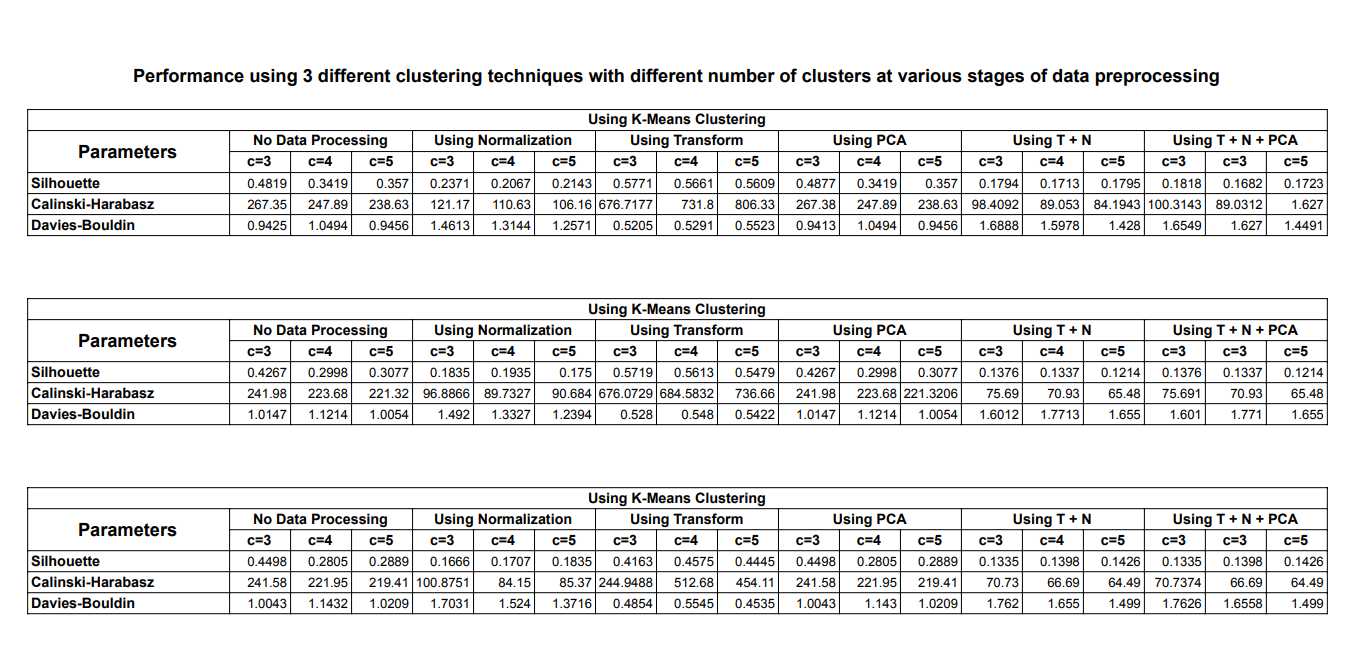 Performance using 3 different clustering techniques with different number of clusters at various stages of data preprocessing
Using K-Means Clustering
Parameters No Data Processing Using Normalization Using Transform Using PCA Using T + N Using T + N + PCA
c=3 c=4 c=5 c=3 c=4 c=5 c=3 c=4 c=5 c=3 c=4 c=5 c=3 c=4 c=5 c=3 c=3 c=5
Silhouette 0.4819 0.3419 0.357 0.2371 0.2067 0.2143 0.5771 0.5661 0.5609 0.4877 0.3419 0.357 0.1794 0.1713 0.1795 0.1818 0.1682 0.1723
Calinski-Harabasz 267.35 247.89 238.63 121.17 110.63 106.16 676.7177 731.8 806.33 267.38 247.89 238.63 98.4092 89.053 84.1943 100.3143 89.0312 1.627
Davies-Bouldin 0.9425 1.0494 0.9456 1.4613 1.3144 1.2571 0.5205 0.5291 0.5523 0.9413 1.0494 0.9456 1.6888 1.5978 1.428 1.6549 1.627 1.4491
Using K-Means Clustering
Parameters No Data Processing Using Normalization Using Transform Using PCA Using T + N Using T + N + PCA
c=3 c=4 c=5 c=3 c=4 c=5 c=3 c=4 c=5 c=3 c=4 c=5 c=3 c=4 c=5 c=3 c=3 c=5
Silhouette 0.4267 0.2998 0.3077 0.1835 0.1935 0.175 0.5719 0.5613 0.5479 0.4267 0.2998 0.3077 0.1376 0.1337 0.1214 0.1376 0.1337 0.1214
Calinski-Harabasz 241.98 223.68 221.32 96.8866 89.7327 90.684 676.0729 684.5832 736.66 241.98 223.68 221.3206 75.69 70.93 65.48 75.691 70.93 65.48
Davies-Bouldin 1.0147 1.1214 1.0054 1.492 1.3327 1.2394 0.528 0.548 0.5422 1.0147 1.1214 1.0054 1.6012 1.7713 1.655 1.601 1.771 1.655
Using K-Means Clustering
Parameters No Data Processing Using Normalization Using Transform Using PCA Using T + N Using T + N + PCA
c=3 c=4 c=5 c=3 c=4 c=5 c=3 c=4 c=5 c=3 c=4 c=5 c=3 c=4 c=5 c=3 c=3 c=5
Silhouette 0.4498 0.2805 0.2889 0.1666 0.1707 0.1835 0.4163 0.4575 0.4445 0.4498 0.2805 0.2889 0.1335 0.1398 0.1426 0.1335 0.1398 0.1426
Calinski-Harabasz 241.58 221.95 219.41 100.8751 84.15 85.37 244.9488 512.68 454.11 241.58 221.95 219.41 70.73 66.69 64.49 70.7374 66.69 64.49
Davies-Bouldin 1.0043 1.1432 1.0209 1.7031 1.524 1.3716 0.4854 0.5545 0.4535 1.0043 1.143 1.0209 1.762 1.655 1.499 1.7626 1.6558 1.499